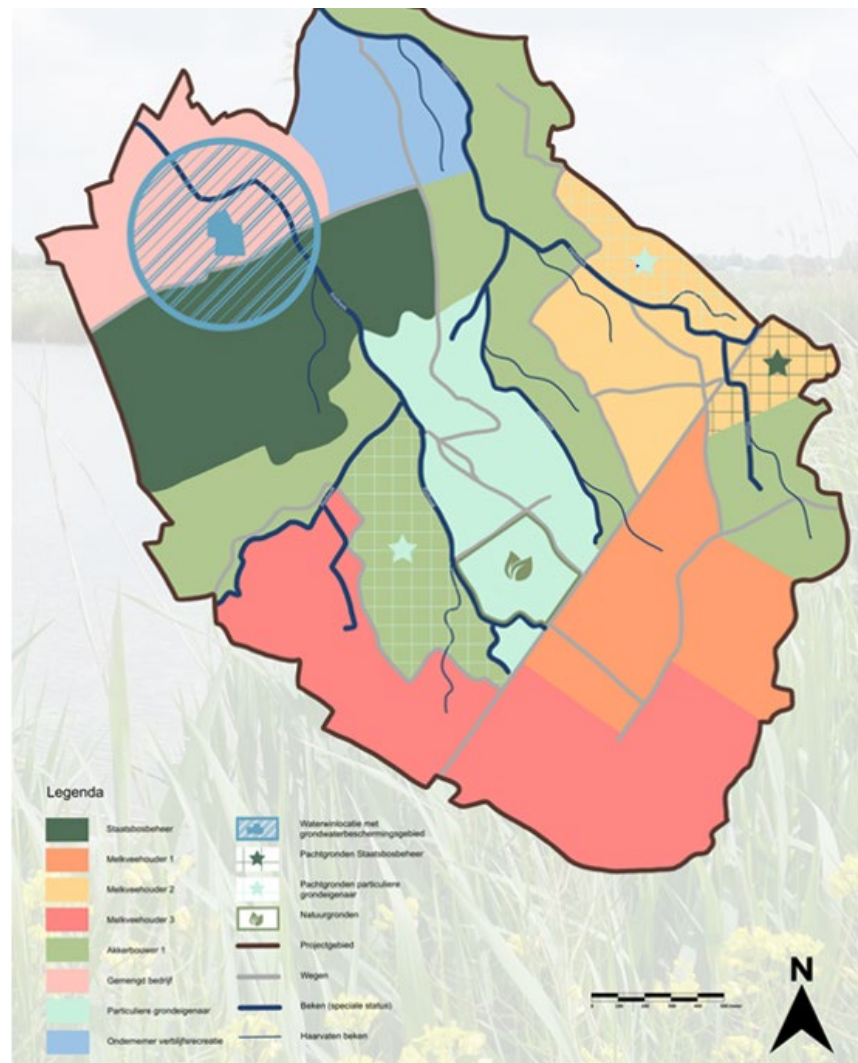 Legenda
Staatsbosbeheer
Melkveehouder 1
Melkveehouder 2
Melkveehouder 3
Akkerbouwer 1
Gemengd bedrijf
Particuliere grondeigenaar
Ondernemer verblijfsrecreatie
Waterwinlocatie met
grondwaterbeschermingsgebied
Pachtgronden Staatsbosbeheer
Pachtgronden particuliere
grondeigenaar
Natuurgronden
Projectgebied
Wegen
Beken (speciale status)
Haarvaten beken
N